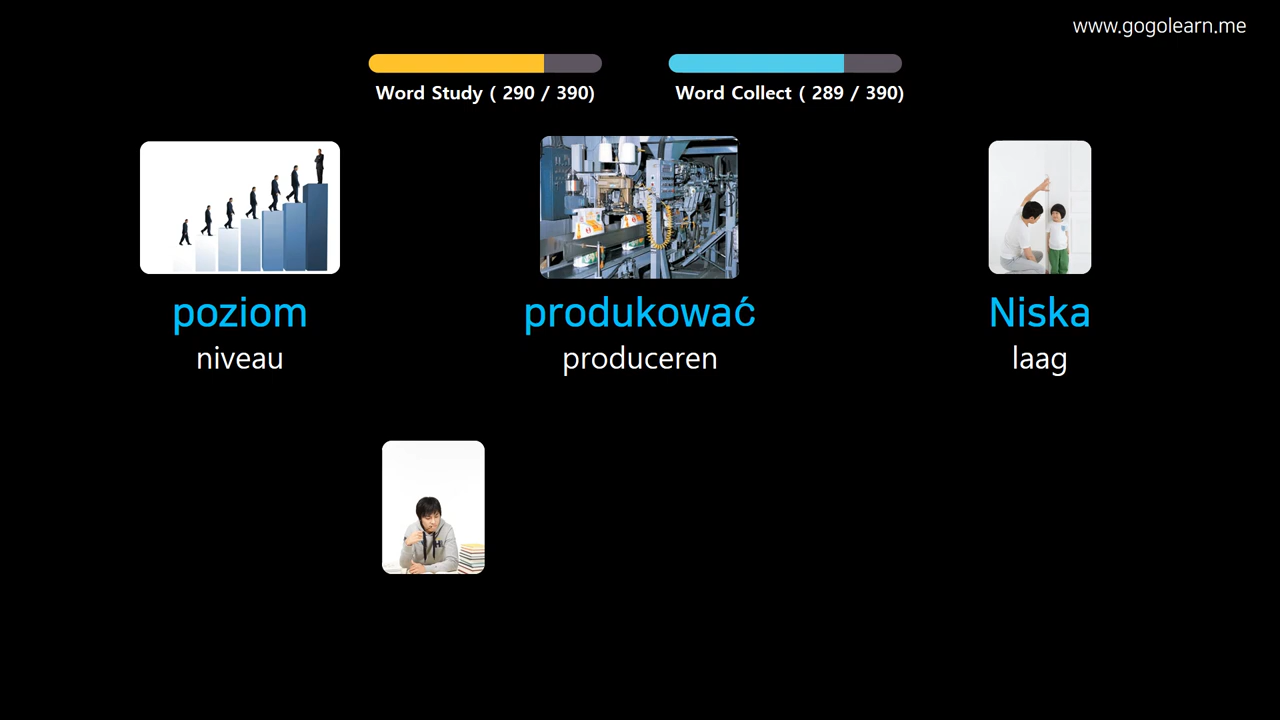 www.gogolearn.me
Word Study ( 290 / 390)
Word Collect ( 289 / 390)
poziom
niveau
produkować
produceren
Niska
laag